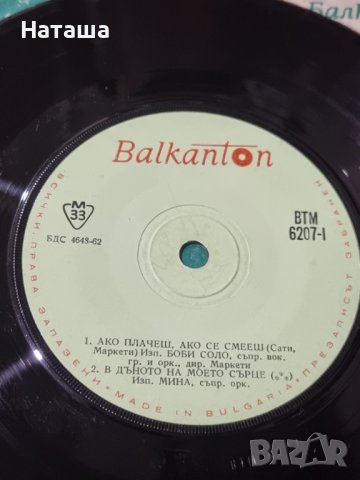 Наташа
Балк
Balkanton
M
33
БДС 4643-62
ВТМ
6207-I
1. АКО ПЛАЧЕШ, АКО СЕ СМЕЕШ (Сати,
Маркети) Изп. БОБИ СОЛО, съпр. вок.
гр. и орк., дир. Маркети
2. В ДЪНОТО НА МОЕТО СЪРЦЕ (⁎*⁎)
Изп. МИНА, съпр. орк.
ВСИЧКИ ПРАВА ЗАПАЗЕНИ • MADE IN BULGARIA • ПРЕЗАПИСЪТ ЗАБРАНЕН
bazar